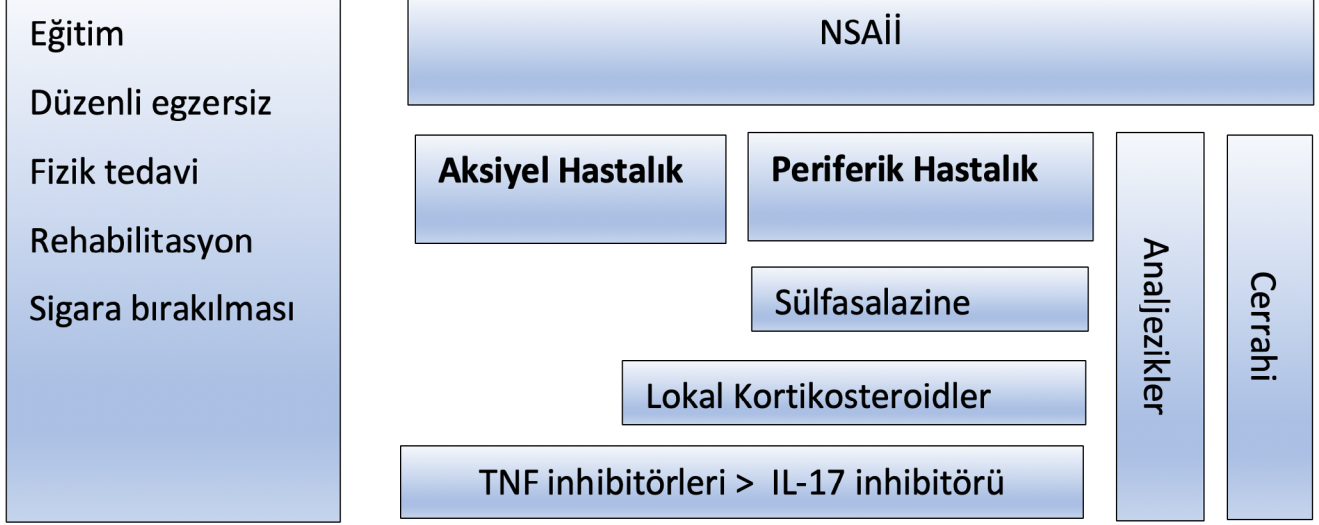 Eğitim
Düzenli egzersiz
Fizik tedavi
Rehabilitasyon
Sigara bırakılması
NSAİİ
Aksiyel Hastalık
Periferik Hastalık
Sülfasalazine
Lokal Kortikosteroidler
TNF inhibitörleri > IL-17 inhibitörü
Analjezikler
Cerrahi